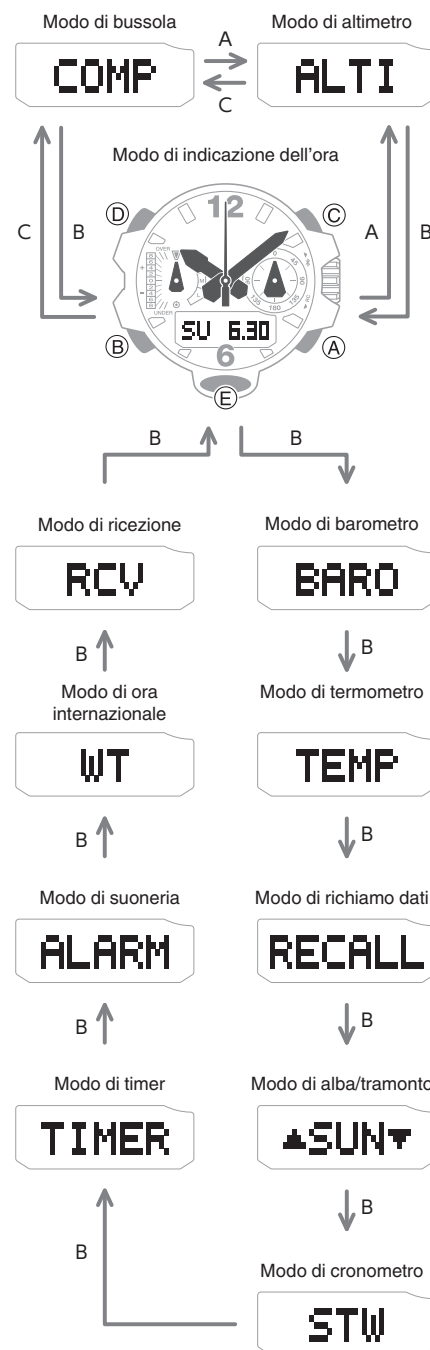 Modo di bussola
Modo di altimetro
A
COMP
ALTI
C
Modo di indicazione dell'ora
C
B
D
C
A
B
12
OVER
UNDER
SU 6.30
6
B
A
E
B
B
Modo di ricezione
Modo di barometro
RCV
BARO
B
B
Modo di ora
internazionale
Modo di termometro
WT
TEMP
B
B
Modo di suoneria
Modo di richiamo dati
ALARM
RECALL
B
B
Modo di timer
Modo di alba/tramonto
TIMER
▲SUN▼
B
B
Modo di cronometro
STW